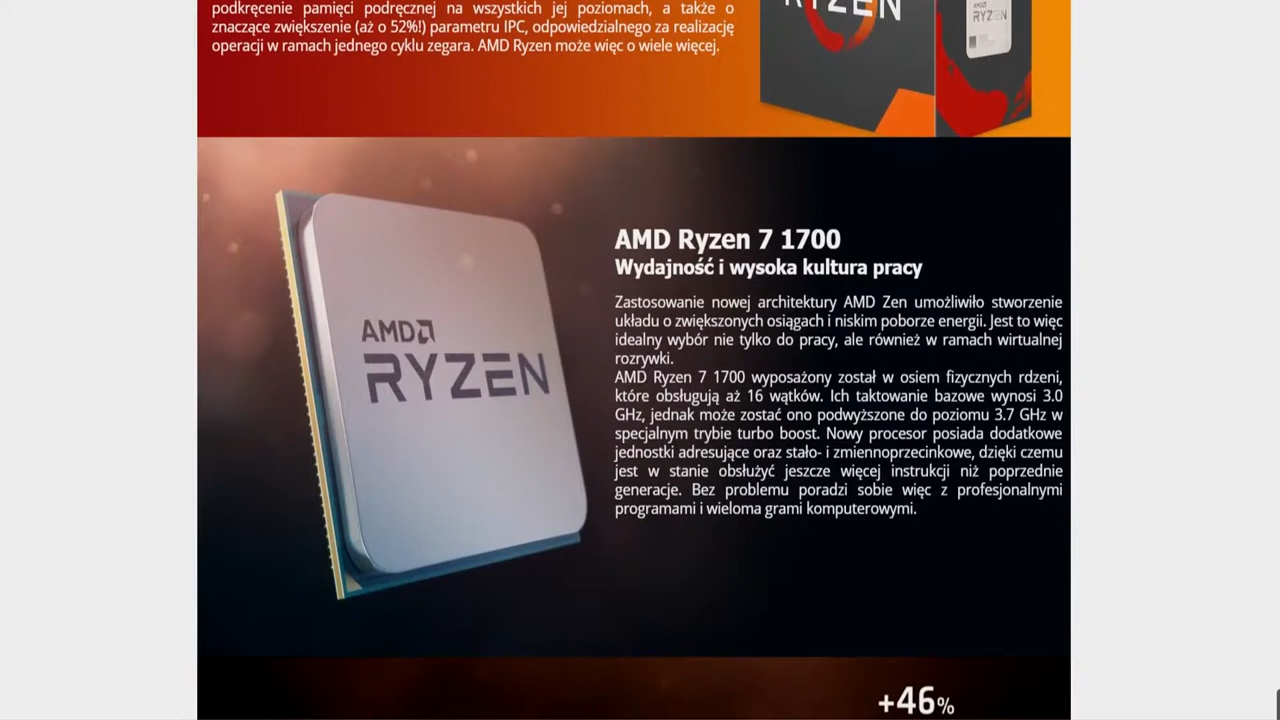 podkręcenie pamięci podręcznej na wszystkich jej poziomach, a także o
znaczące zwiększenie (aż o 52%!) parametru IPC, odpowiedzialnego za realizację
operacji w ramach jednego cyklu zegara. AMD Ryzen może więc o wiele więcej.
RYZEN
AMD
RYZEN
AMD Ryzen 7 1700
Wydajność i wysoka kultura pracy
Zastosowanie nowej architektury AMD Zen umożliwiło stworzenie
układu o zwiększonych osiągach i niskim poborze energii. Jest to więc
idealny wybór nie tylko do pracy, ale również w ramach wirtualnej
rozrywki.
AMD Ryzen 7 1700 wyposażony został w osiem fizycznych rdzeni,
które obsługują aż 16 wątków. Ich taktowanie bazowe wynosi 3.0
GHz, jednak może zostać ono podwyższone do poziomu 3.7 GHz w
specjalnym trybie turbo boost. Nowy procesor posiada dodatkowe
jednostki adresujące oraz stało- i zmiennoprzecinkowe, dzięki czemu
jest w stanie obsłużyć jeszcze więcej instrukcji niż poprzednie
generacje. Bez problemu poradzi sobie więc z profesjonalnymi
programami i wieloma grami komputerowymi.
AMD
RYZEN
+46%